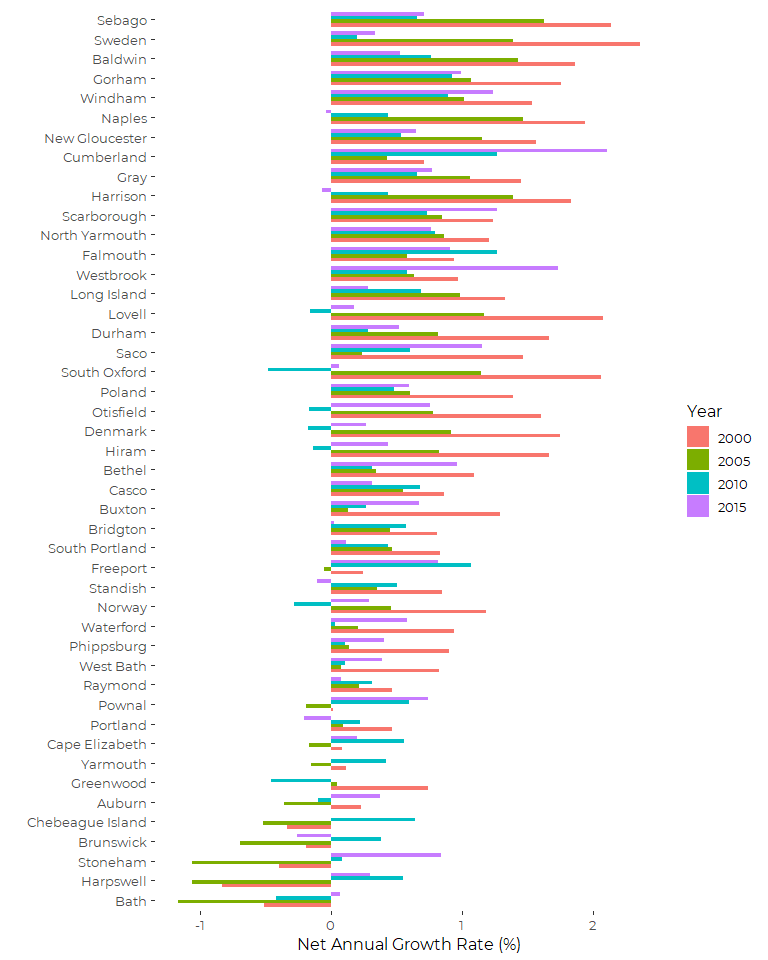 Sebago
Sweden
Baldwin
Gorham
Windham
Naples
New Gloucester
Cumberland
Gray
Harrison
Scarborough
North Yarmouth
Falmouth
Westbrook
Long Island
Lovell
Durham
Saco
South Oxford
Poland
Otisfield
Denmark
Hiram
Bethel
Casco
Buxton
Bridgton
South Portland
Freeport
Standish
Norway
Waterford
Phippsburg
West Bath
Raymond
Pownal
Portland
Cape Elizabeth
Yarmouth
Greenwood
Auburn
Chebeague Island
Brunswick
Stoneham
Harpswell
Bath
-1 0 1 2
Net Annual Growth Rate (%)
Year
2000
2005
2010
2015